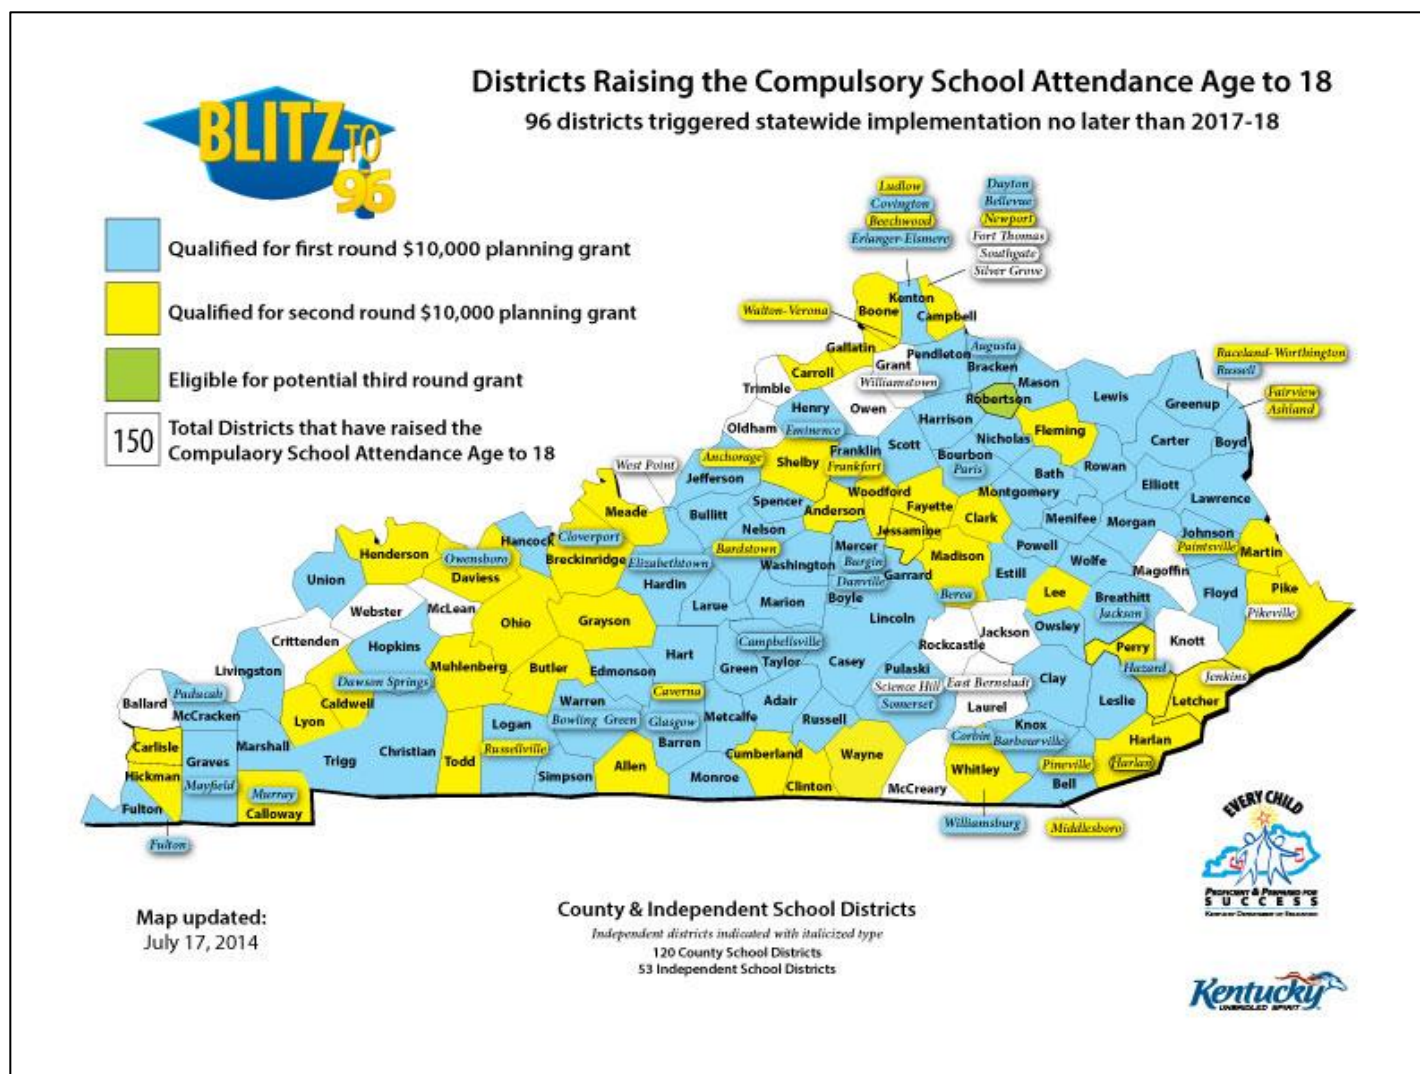 Districts Raising the Compulsory School Attendance Age to 18
96 districts triggered statewide implementation no later than 2017-18
BLITZ TO
96
Qualified for first round $10,000 planning grant
Qualified for second round $10,000 planning grant
Eligible for potential third round grant
150
Total Districts that have raised the
Compulaory School Attendance Age to 18
Ludlow
Covington
Beechwood
Erlanger-Elsmere
Dayton
Bellevue
Newport
Fort Thomas
Southgate
Silver Grove
Kenton
Boone
Campbell
Walton-Verona
Gallatin
Grant
Pendleton
Augusta
Bracken
Carroll
Williamstown
Mason
Raceland-Worthington
Russell
Trimble
Robertson
Lewis
Greenup
Fairview
Ashland
Henry
Owen
Harrison
Oldham
Eminence
Nicholas
Fleming
Carter
Boyd
Scott
Franklin
Bourbon
Anchorage
Shelby
Frankfort
Paris
Bath
Rowan
West Point
Jefferson
Woodford
Montgomery
Elliott
Lawrence
Spencer
Anderson
Fayette
Clark
Meade
Bullitt
Nelson
Jessamine
Menifee
Morgan
Johnson
Hancock
Cloverport
Bardstown
Mercer
Madison
Powell
Paintsville
Martin
Henderson
Owensboro
Breckinridge
Elizabethtown
Washington
Burgin
Wolfe
Magoffin
Union
Daviess
Hardin
Danville
Garrard
Estill
Floyd
Pike
Webster
McLean
Larue
Marion
Boyle
Berea
Lee
Breathitt
Jackson
Pikeville
Ohio
Grayson
Lincoln
Jackson
Owsley
Crittenden
Hopkins
Campbellsville
Rockcastle
Perry
Knott
Livingston
Muhlenberg
Butler
Edmonson
Hart
Green
Taylor
Casey
Pulaski
Hazard
Dawson Springs
Science Hill
East Bernstadt
Clay
Jenkins
Paducah
Caldwell
Warren
Caverna
Adair
Somerset
Laurel
Leslie
Letcher
Ballard
McCracken
Lyon
Logan
Bowling Green
Glasgow
Metcalfe
Russell
Knox
Carlisle
Marshall
Christian
Russellville
Barren
Cumberland
Wayne
Corbin
Barbourville
Harlan
Graves
Trigg
Todd
Allen
Whitley
Pineville
Harlan
Hickman
Mayfield
Murray
Simpson
Monroe
Clinton
McCreary
Bell
Fulton
Calloway
Williamsburg
Middlesboro
Fulton
EVERY CHILD
PROFICIENT & PREPARED FOR
SUCCESS
KENTUCKY DEPARTMENT OF EDUCATION
Map updated:
July 17, 2014
County & Independent School Districts
Independent districts indicated with italicized type
120 County School Districts
53 Independent School Districts
Kentucky
UNBRIDLED SPIRIT